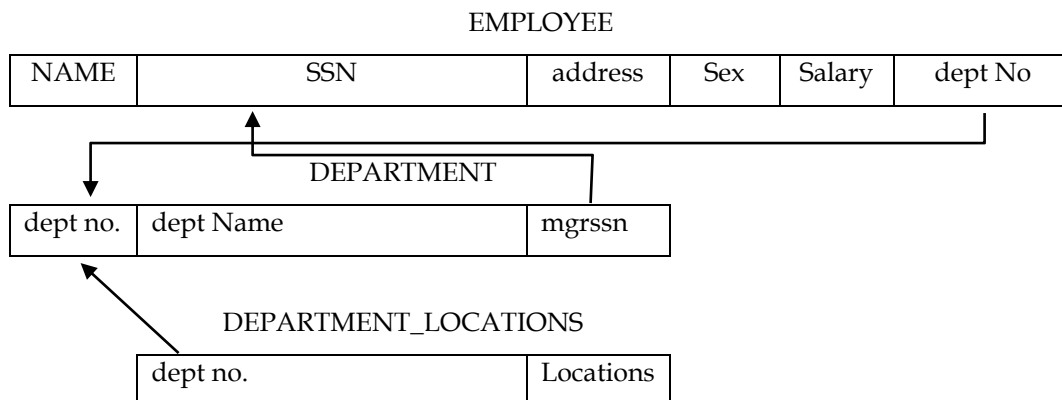 EMPLOYEE
NAME SSN address Sex Salary dept No
DEPARTMENT
dept no. dept Name mgrssn
DEPARTMENT_LOCATIONS
dept no. Locations